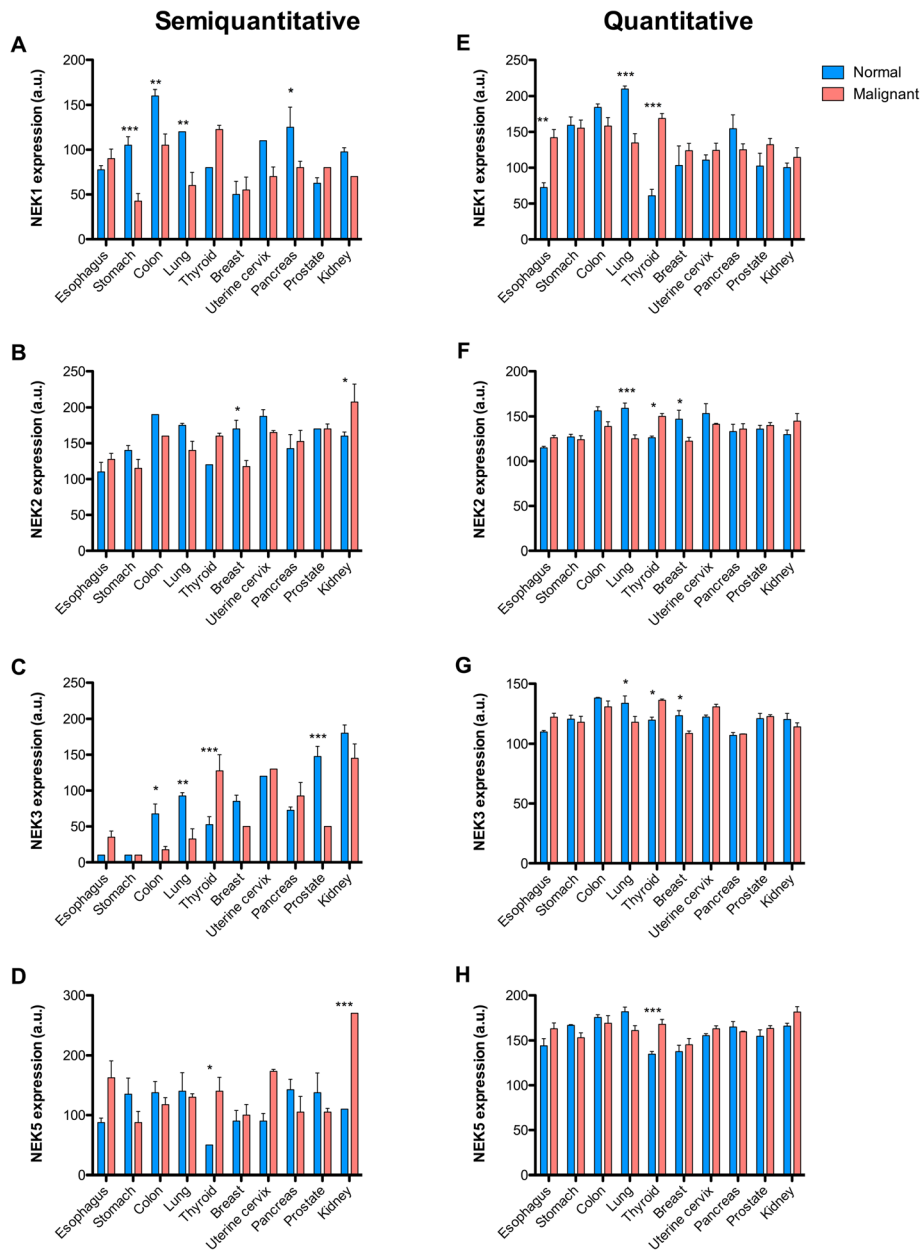 Semiquantitative
Quantitative
A
NEK1 expression (a.u.)
200
150
100
50
0
***
**
**
*
Esophagus
Stomach
Colon
Lung
Thyroid
Breast
Uterine cervix
Pancreas
Prostate
Kidney
E
NEK1 expression (a.u.)
250
200
150
100
50
0
**
***
***
Esophagus
Stomach
Colon
Lung
Thyroid
Breast
Uterine cervix
Pancreas
Prostate
Kidney
Normal
Malignant
B
NEK2 expression (a.u.)
250
200
150
100
50
0
*
*
Esophagus
Stomach
Colon
Lung
Thyroid
Breast
Uterine cervix
Pancreas
Prostate
Kidney
F
NEK2 expression (a.u.)
200
150
100
50
0
***
*
*
Esophagus
Stomach
Colon
Lung
Thyroid
Breast
Uterine cervix
Pancreas
Prostate
Kidney
C
NEK3 expression (a.u.)
250
200
150
100
50
0
*
**
***
***
Esophagus
Stomach
Colon
Lung
Thyroid
Breast
Uterine cervix
Pancreas
Prostate
Kidney
G
NEK3 expression (a.u.)
150
100
50
0
*
*
*
Esophagus
Stomach
Colon
Lung
Thyroid
Breast
Uterine cervix
Pancreas
Prostate
Kidney
D
NEK5 expression (a.u.)
300
200
100
0
*
***
Esophagus
Stomach
Colon
Lung
Thyroid
Breast
Uterine cervix
Pancreas
Prostate
Kidney
H
NEK5 expression (a.u.)
200
150
100
50
0
***
Esophagus
Stomach
Colon
Lung
Thyroid
Breast
Uterine cervix
Pancreas
Prostate
Kidney